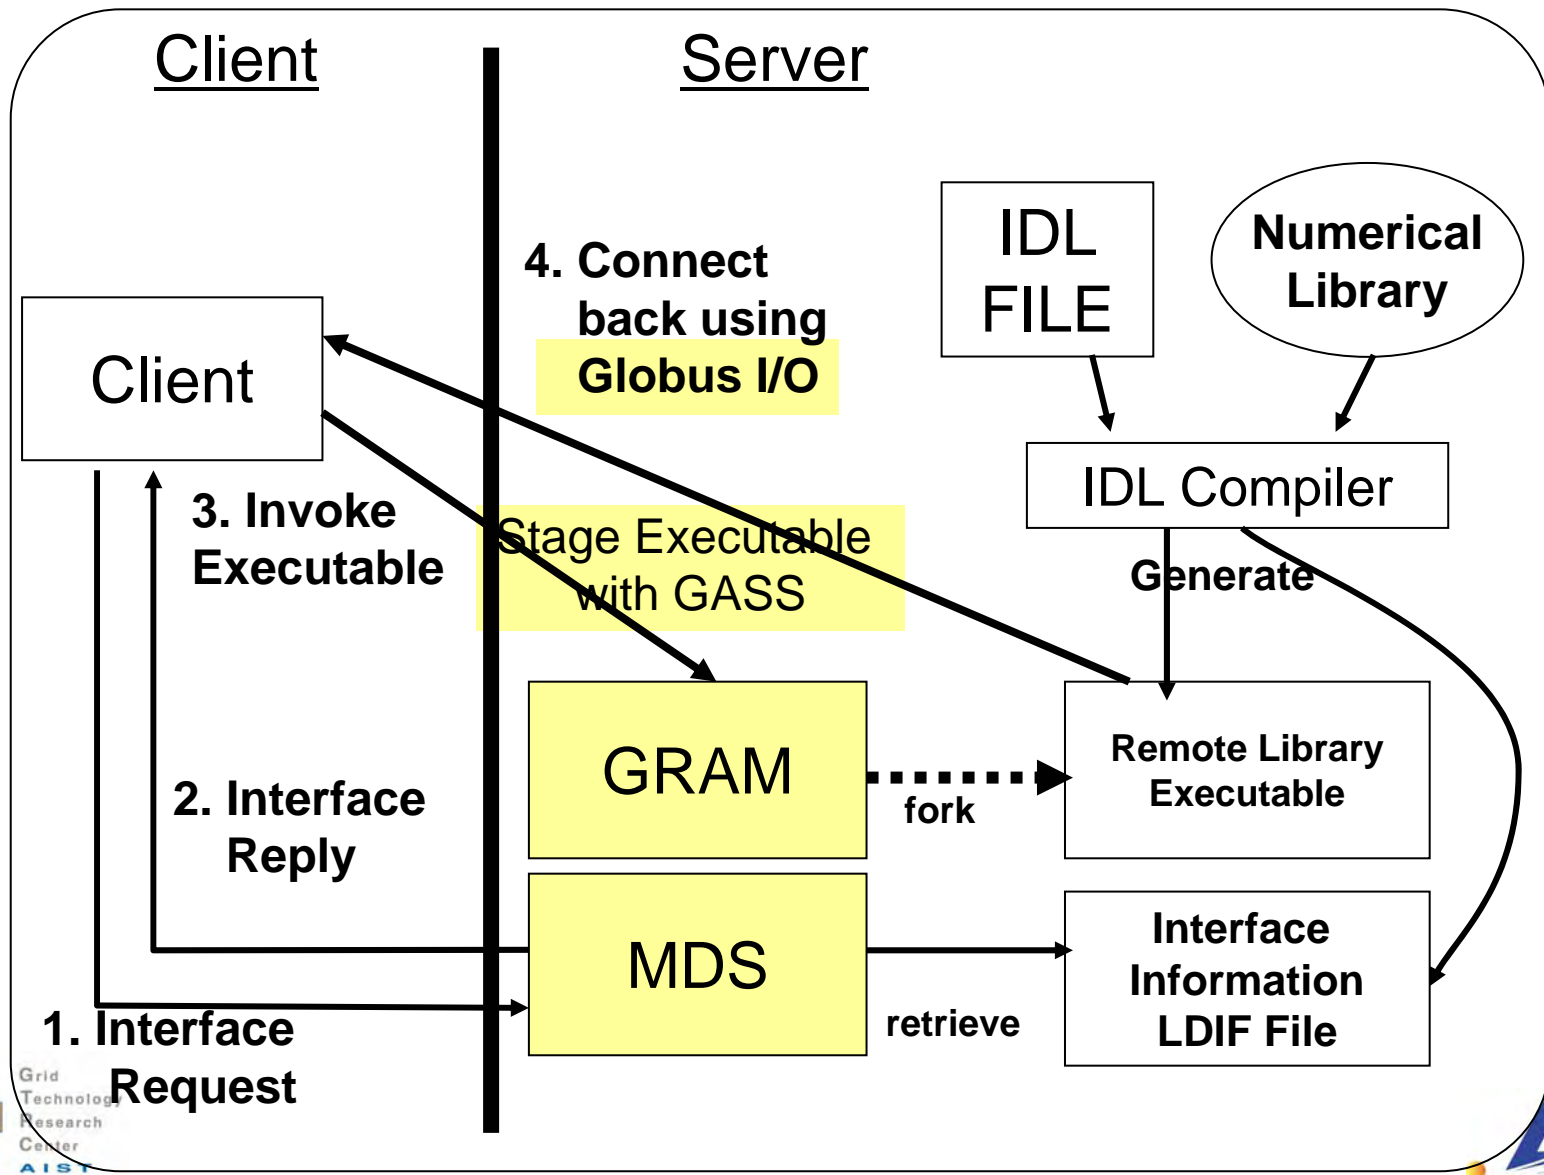 Client
Server
IDL
FILE
Numerical
Library
4. Connect
back using
Globus I/O
Client
IDL Compiler
3. Invoke
Executable
Stage Executable
with GASS
Generate
GRAM
fork
Remote Library
Executable
2. Interface
Reply
MDS
retrieve
Interface
Information
LDIF File
1. Interface
Request
Grid
Technology
Research
Center
AIST